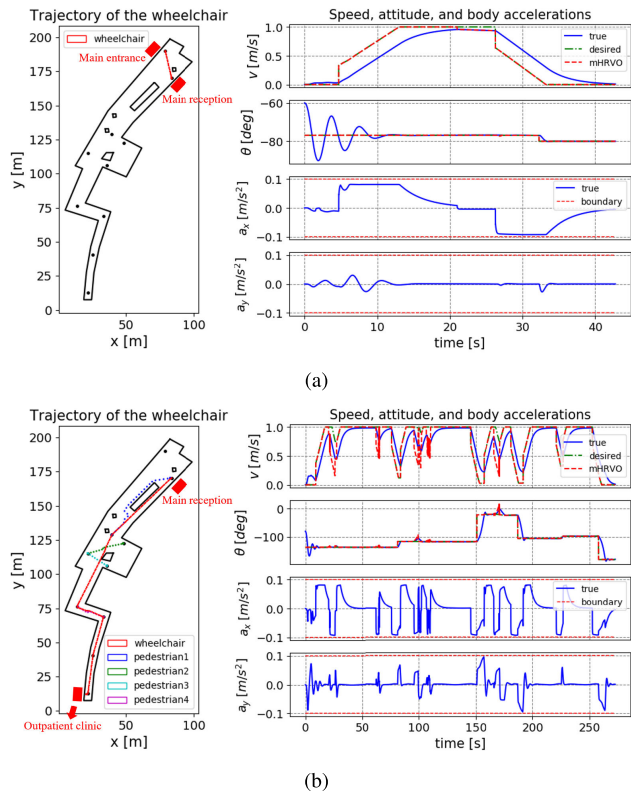 Trajectory of the wheelchair
200
175
150
125
100
75
50
25
0
y [m]
50
100
x [m]
wheelchair
Main entrance
Main reception
Speed, attitude, and body accelerations
1.0
0.5
0.0
v [m/s]
true
desired
mHRVO
−60
−80
θ [deg]
0.1
0.0
−0.1
a_x [m/s²]
true
boundary
0.1
0.0
−0.1
a_y [m/s²]
0
10
20
30
40
time [s]
(a)
Trajectory of the wheelchair
200
175
150
125
100
75
50
25
0
y [m]
50
100
x [m]
Main reception
wheelchair
pedestrian1
pedestrian2
pedestrian3
pedestrian4
Outpatient clinic
Speed, attitude, and body accelerations
1.0
0.5
0.0
v [m/s]
true
desired
mHRVO
0
−100
θ [deg]
0.1
0.0
−0.1
a_x [m/s²]
true
boundary
0.1
0.0
−0.1
a_y [m/s²]
0
50
100
150
200
250
time [s]
(b)